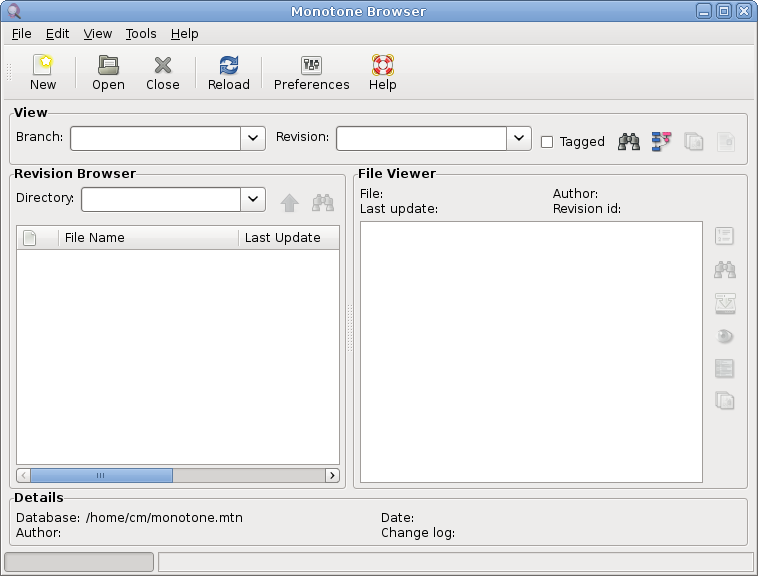 Monotone Browser
File Edit View Tools Help
New Open Close Reload Preferences Help
View
Branch: Revision: Tagged
Revision Browser
Directory:
File Name Last Update
File Viewer
File: Author:
Last update: Revision id:
Details
Database: /home/cm/monotone.mtn Date:
Author: Change log: